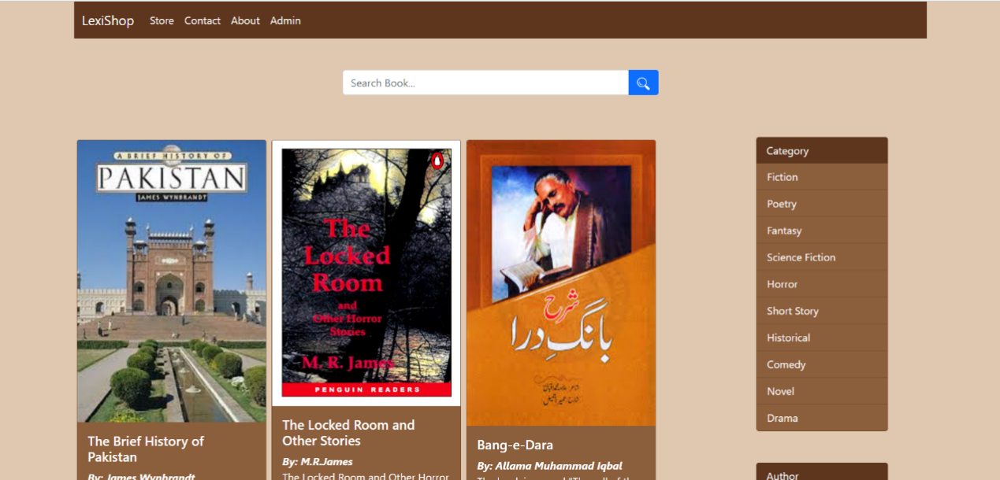 LexiShop Store Contact About Admin
Search Book...
A BRIEF HISTORY OF
PAKISTAN
JAMES WYNBRANDT
The Brief History of
Pakistan
By: James Wynbrandt
The
Locked
Room
and
Other Horror
Stories
M. R. James
PENGUIN READERS
The Locked Room and
Other Stories
By: M.R.James
The Locked Room and Other Horror
شرح
بانگِ درا
Bang-e-Dara
By: Allama Muhammad Iqbal
Category
Fiction
Poetry
Fantasy
Science Fiction
Horror
Short Story
Historical
Comedy
Novel
Drama
Author